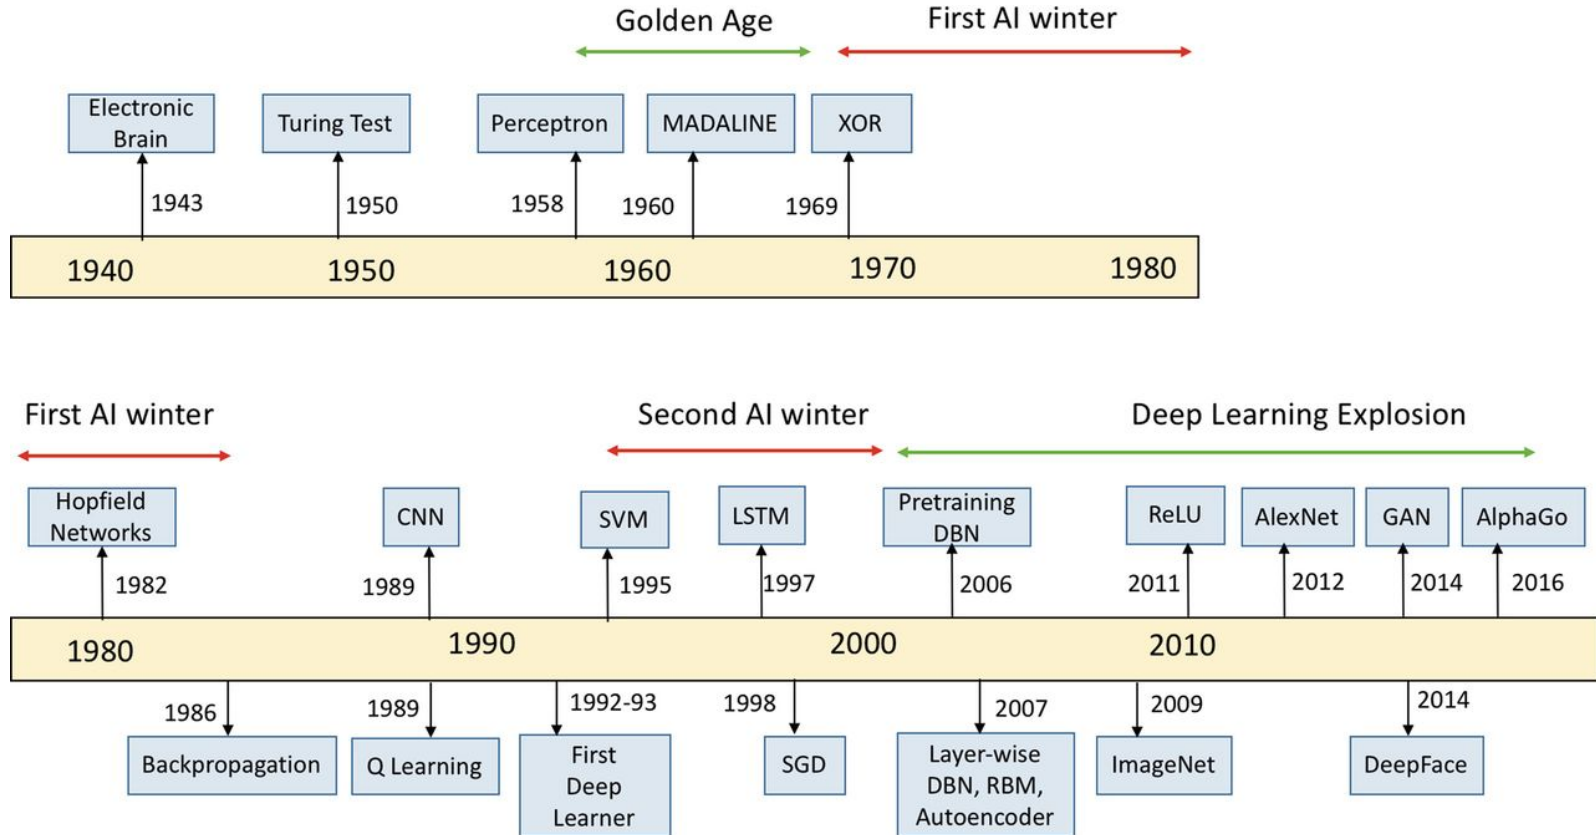 Golden Age
First AI winter
Electronic
Brain
Turing Test
Perceptron
MADALINE
XOR
1943
1950
1958
1960
1969
1940
1950
1960
1970
1980
First AI winter
Second AI winter
Deep Learning Explosion
Hopfield
Networks
CNN
SVM
LSTM
Pretraining
DBN
ReLU
AlexNet
GAN
AlphaGo
1982
1989
1995
1997
2006
2011
2012
2014
2016
1980
1990
2000
2010
1986
1989
1992-93
1998
2007
2009
2014
Backpropagation
Q Learning
First
Deep
Learner
SGD
Layer-wise
DBN, RBM,
Autoencoder
ImageNet
DeepFace